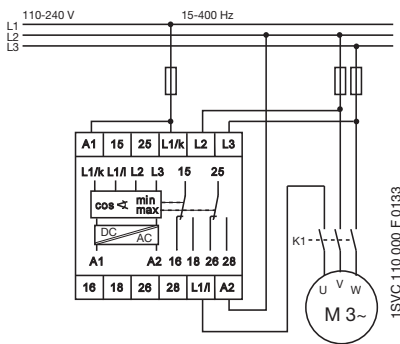 110-240 V 15-400 Hz
L1
L2
L3
A1 15 25 L1/k L2 L3
L1/k L1/l L2 L3 15 25
cos ∢ min
max
DC
AC
A1 A2 16 18 26 28
16 18 26 28 L1/l A2
K1
U V W
M 3~
1SVC 110 000 F 0133